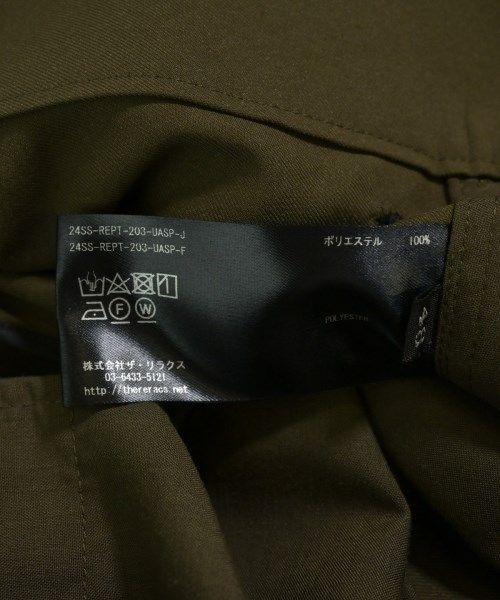 24SS-REPT-203-UASP-J
24SS-REPT-203-UASP-F
ポリエステル 100%
F W
POLYESTER
株式会社ザ・リラクス
03-6433-5121
http://thereracs.net